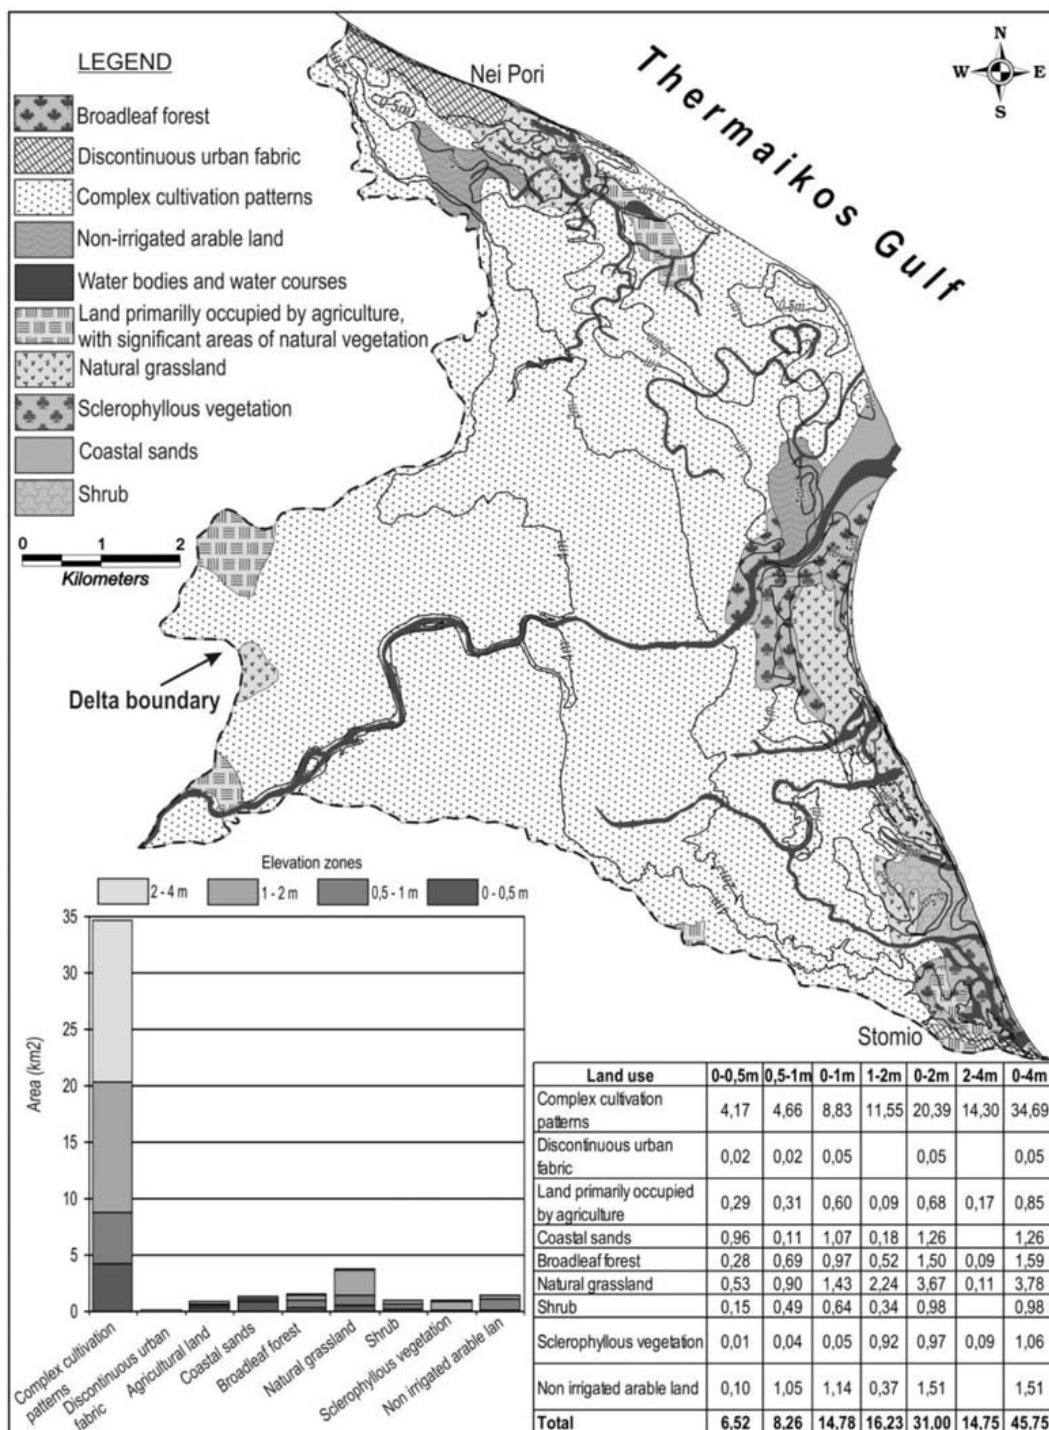 LEGEND
Broadleaf forest
Discontinuous urban fabric
Complex cultivation patterns
Non-irrigated arable land
Water bodies and water courses
Land primarilly occupied by agriculture,
with significant areas of natural vegetation
Natural grassland
Sclerophyllous vegetation
Coastal sands
Shrub
0 1 2
Kilometers
Nei Pori
Thermaikos Gulf
N
W E
S
2m
0.5m
1m
0.5m
2m
4m
4m
4m
2m
4m
Delta boundary
Stomio
Elevation zones
2 - 4 m
1 - 2 m
0,5 - 1 m
0 - 0,5 m
Area (km2)
35
30
25
20
15
10
5
0
Complex cultivation
patterns
Discontinuous urban
fabric
Agricultural land
Coastal sands
Broadleaf forest
Natural grassland
Shrub
Sclerophyllous vegetation
Non irrigated arable lan
Land use 0-0,5m 0,5-1m 0-1m 1-2m 0-2m 2-4m 0-4m
Complex cultivation
patterns 4,17 4,66 8,83 11,55 20,39 14,30 34,69
Discontinuous urban
fabric 0,02 0,02 0,05 0,05 0,05
Land primarily occupied
by agriculture 0,29 0,31 0,60 0,09 0,68 0,17 0,85
Coastal sands 0,96 0,11 1,07 0,18 1,26 1,26
Broadleaf forest 0,28 0,69 0,97 0,52 1,50 0,09 1,59
Natural grassland 0,53 0,90 1,43 2,24 3,67 0,11 3,78
Shrub 0,15 0,49 0,64 0,34 0,98 0,98
Sclerophyllous vegetation 0,01 0,04 0,05 0,92 0,97 0,09 1,06
Non irrigated arable land 0,10 1,05 1,14 0,37 1,51 1,51
Total 6,52 8,26 14,78 16,23 31,00 14,75 45,75